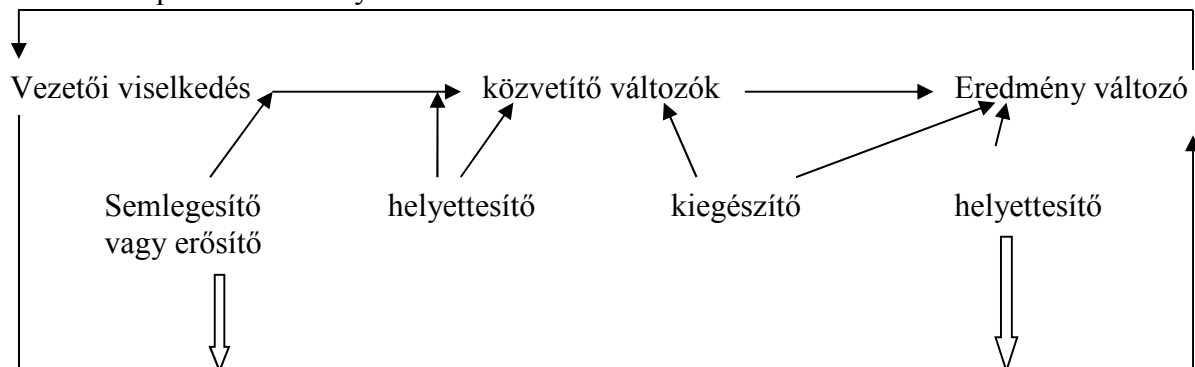 Vezetői viselkedés közvetítő változók Eredmény változó
Semlegesítő helyettesítő kiegészítő helyettesítő
vagy erősítő